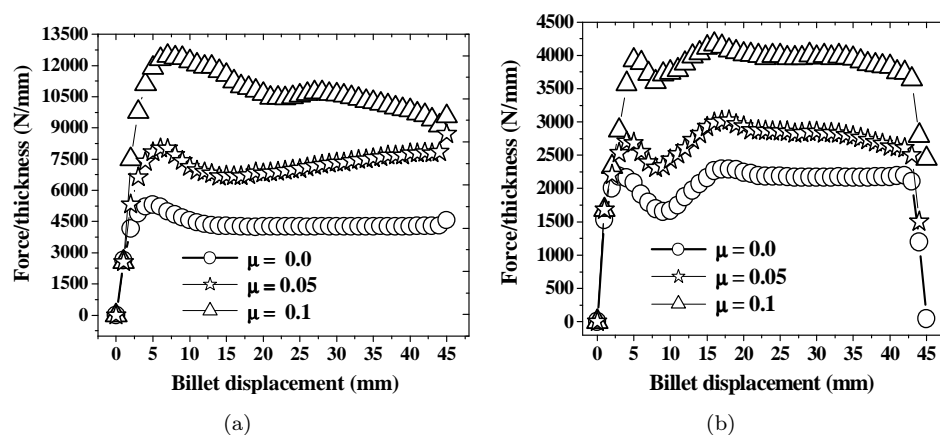 13500
12000
10500
9000
7500
6000
4500
3000
1500
0
Force/thickness (N/mm)
μ = 0.0
μ = 0.05
μ = 0.1
0 5 10 15 20 25 30 35 40 45
Billet displacement (mm)
(a)
4500
4000
3500
3000
2500
2000
1500
1000
500
0
Force/thickness (N/mm)
μ = 0.0
μ = 0.05
μ = 0.1
0 5 10 15 20 25 30 35 40 45
Billet displacement (mm)
(b)